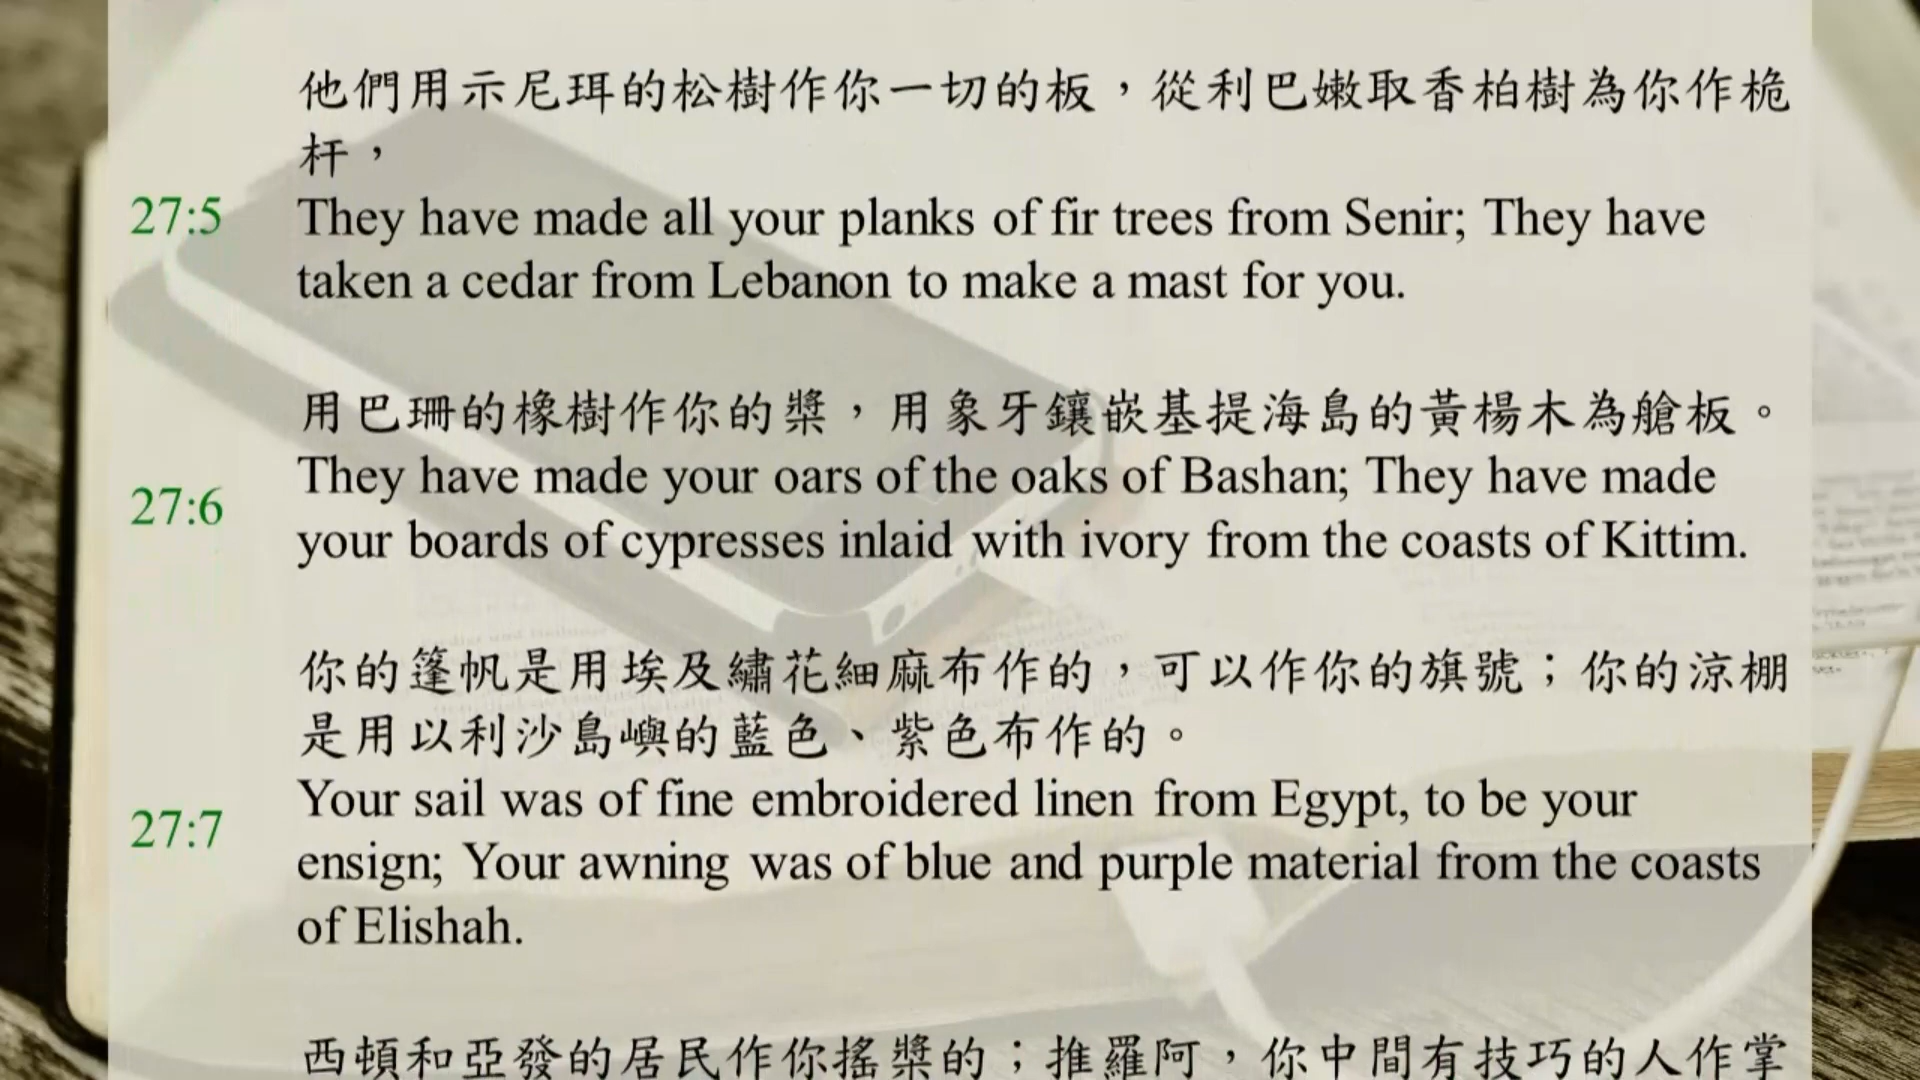 他們用示尼珥的松樹作你一切的板，從利巴嫩取香柏樹為你作桅
杆，
27:5 They have made all your planks of fir trees from Senir; They have
taken a cedar from Lebanon to make a mast for you.
用巴珊的橡樹作你的槳，用象牙鑲嵌基提海島的黃楊木為艙板。
They have made your oars of the oaks of Bashan; They have made
27:6
your boards of cypresses inlaid with ivory from the coasts of Kittim.
你的篷帆是用埃及繡花細麻布作的，可以作你的旗號；你的涼棚
是用以利沙島嶼的藍色、紫色布作的。
Your sail was of fine embroidered linen from Egypt, to be your
27:7
ensign; Your awning was of blue and purple material from the coasts
of Elishah.
西頓和亞發的居民作你搖槳的；推羅阿，你中間有技巧的人作掌